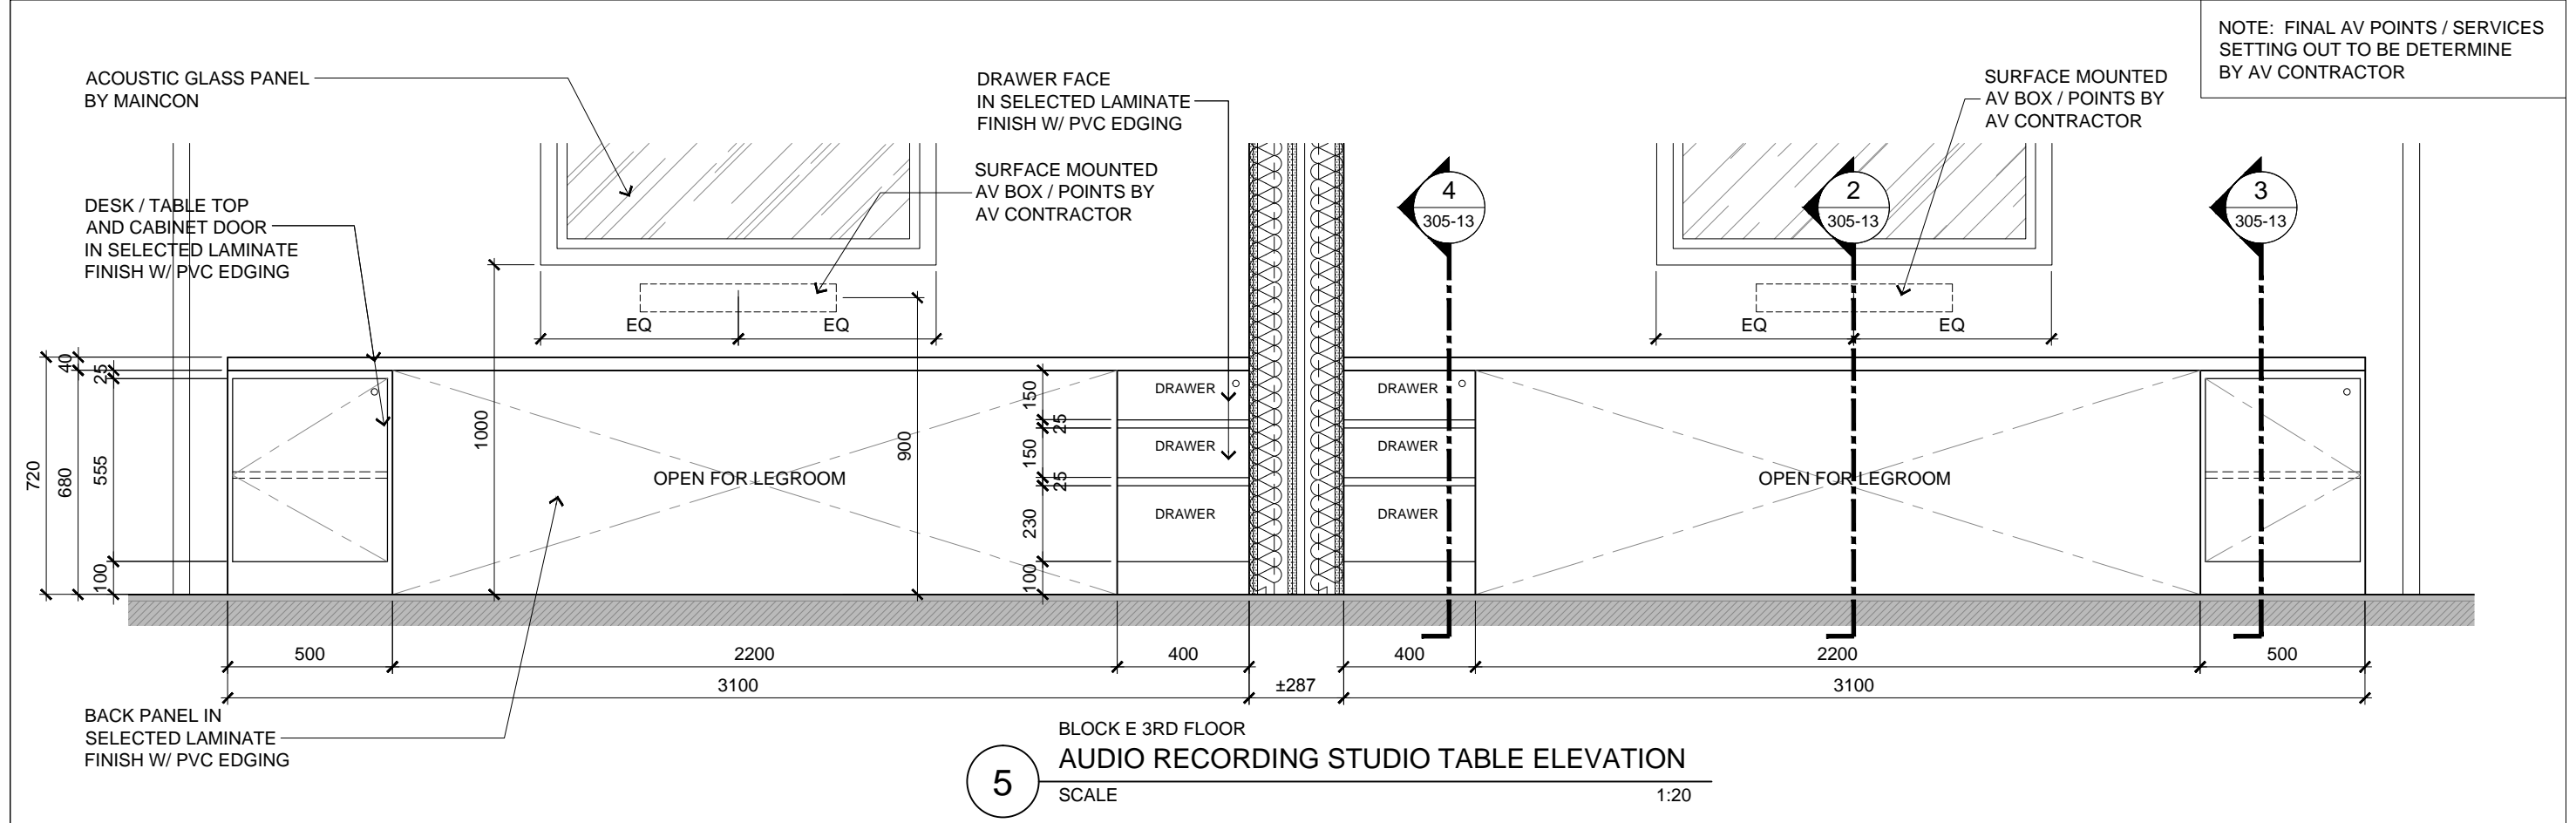 NOTE: FINAL AV POINTS / SERVICES
SETTING OUT TO BE DETERMINE
BY AV CONTRACTOR
ACOUSTIC GLASS PANEL
BY MAINCON
DRAWER FACE
IN SELECTED LAMINATE
FINISH W/ PVC EDGING
SURFACE MOUNTED
AV BOX / POINTS BY
AV CONTRACTOR
SURFACE MOUNTED
AV BOX / POINTS BY
AV CONTRACTOR
DESK / TABLE TOP
AND CABINET DOOR
IN SELECTED LAMINATE
FINISH W/ PVC EDGING
4
305-13
2
305-13
3
305-13
EQ
EQ
EQ
EQ
720
40
680
25
555
100
1000
900
150
25
150
25
230
100
DRAWER
DRAWER
DRAWER
DRAWER
DRAWER
DRAWER
OPEN FOR LEGROOM
OPEN FOR LEGROOM
500
2200
400
400
2200
500
3100
±287
3100
BACK PANEL IN
SELECTED LAMINATE
FINISH W/ PVC EDGING
BLOCK E 3RD FLOOR
5
AUDIO RECORDING STUDIO TABLE ELEVATION
SCALE 1:20